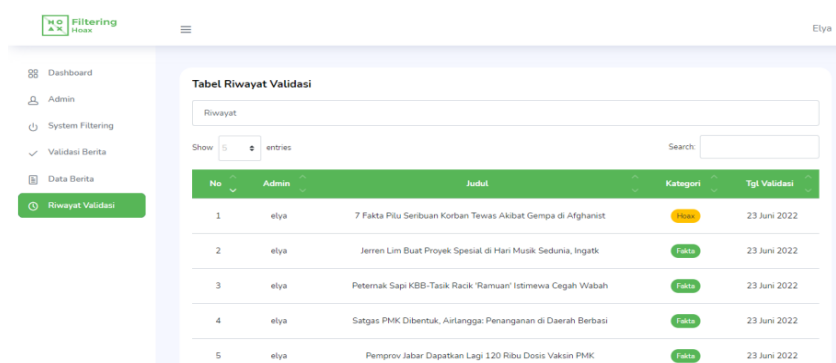 HO
AX
Filtering
Hoax
Elya
Dashboard
Admin
System Filtering
Validasi Berita
Data Berita
Riwayat Validasi
Tabel Riwayat Validasi
Riwayat
Show 5 entries
Search:
No Admin Judul Kategori Tgl Validasi
1 elya 7 Fakta Pilu Seribuan Korban Tewas Akibat Gempa di Afghanist Hoax 23 Juni 2022
2 elya Jerren Lim Buat Proyek Spesial di Hari Musik Sedunia, Ingatk Fakta 23 Juni 2022
3 elya Peternak Sapi KBB-Tasik Racik 'Ramuan' Istimewa Cegah Wabah Fakta 23 Juni 2022
4 elya Satgas PMK Dibentuk, Airlangga: Penanganan di Daerah Berbasi Fakta 23 Juni 2022
5 elya Pemprov Jabar Dapatkan Lagi 120 Ribu Dosis Vaksin PMK Fakta 23 Juni 2022